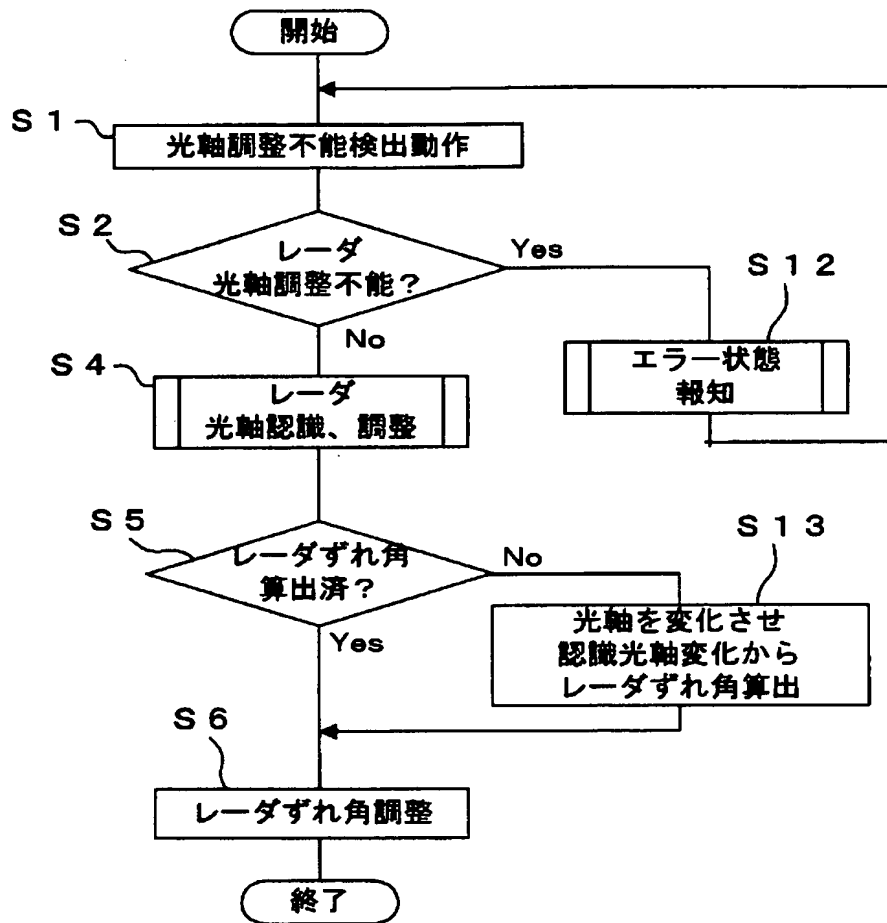 開始
S1
光軸調整不能検出動作
S2
レーダ
光軸調整不能?
Yes
No
S12
エラー状態
報知
S4
レーダ
光軸認識、調整
S5
レーダずれ角
算出済?
No
Yes
S13
光軸を変化させ
認識光軸変化から
レーダずれ角算出
S6
レーダずれ角調整
終了